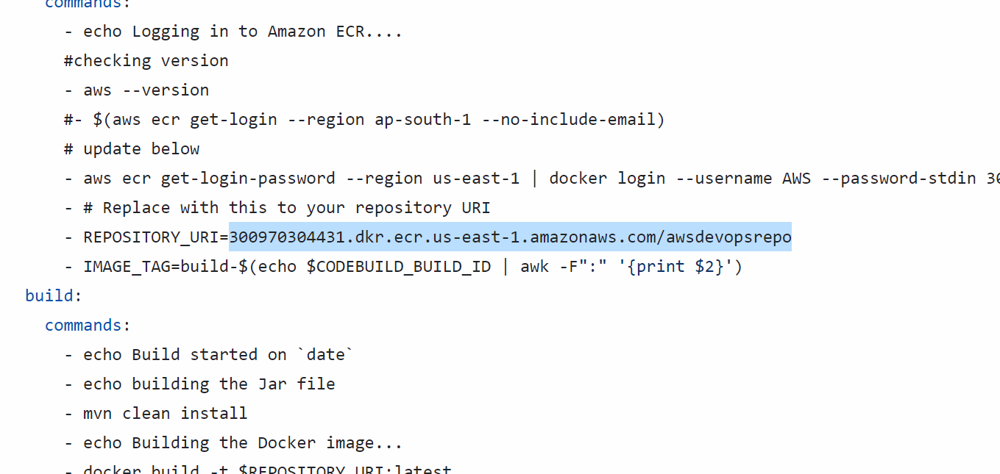 commands:
- echo Logging in to Amazon ECR....
#checking version
- aws --version
#- $(aws ecr get-login --region ap-south-1 --no-include-email)
# update below
- aws ecr get-login-password --region us-east-1 | docker login --username AWS --password-stdin 30
- # Replace with this to your repository URI
- REPOSITORY_URI=300970304431.dkr.ecr.us-east-1.amazonaws.com/awsdevopsrepo
- IMAGE_TAG=build-$(echo $CODEBUILD_BUILD_ID | awk -F":" '{print $2}')
build:
commands:
- echo Build started on `date`
- echo building the Jar file
- mvn clean install
- echo Building the Docker image...
- docker build -t $REPOSITORY_URI:latest